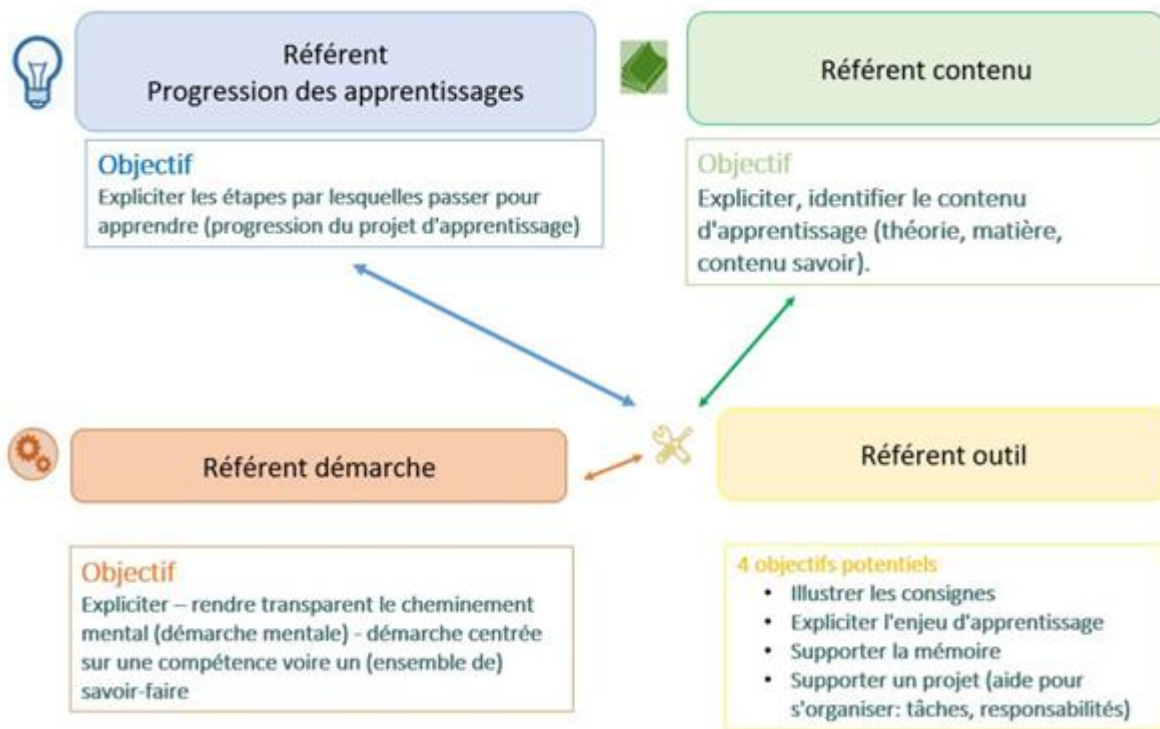 Référent
Progression des apprentissages
Objectif
Expliciter les étapes par lesquelles passer pour
apprendre (progression du projet d'apprentissage)
Référent contenu
Objectif
Expliciter, identifier le contenu
d'apprentissage (théorie, matière,
contenu savoir).
Référent démarche
Objectif
Expliciter – rendre transparent le cheminement
mental (démarche mentale) - démarche centrée
sur une compétence voire un (ensemble de)
savoir-faire
Référent outil
4 objectifs potentiels
• Illustrer les consignes
• Expliciter l'enjeu d'apprentissage
• Supporter la mémoire
• Supporter un projet (aide pour
s'organiser: tâches, responsabilités)